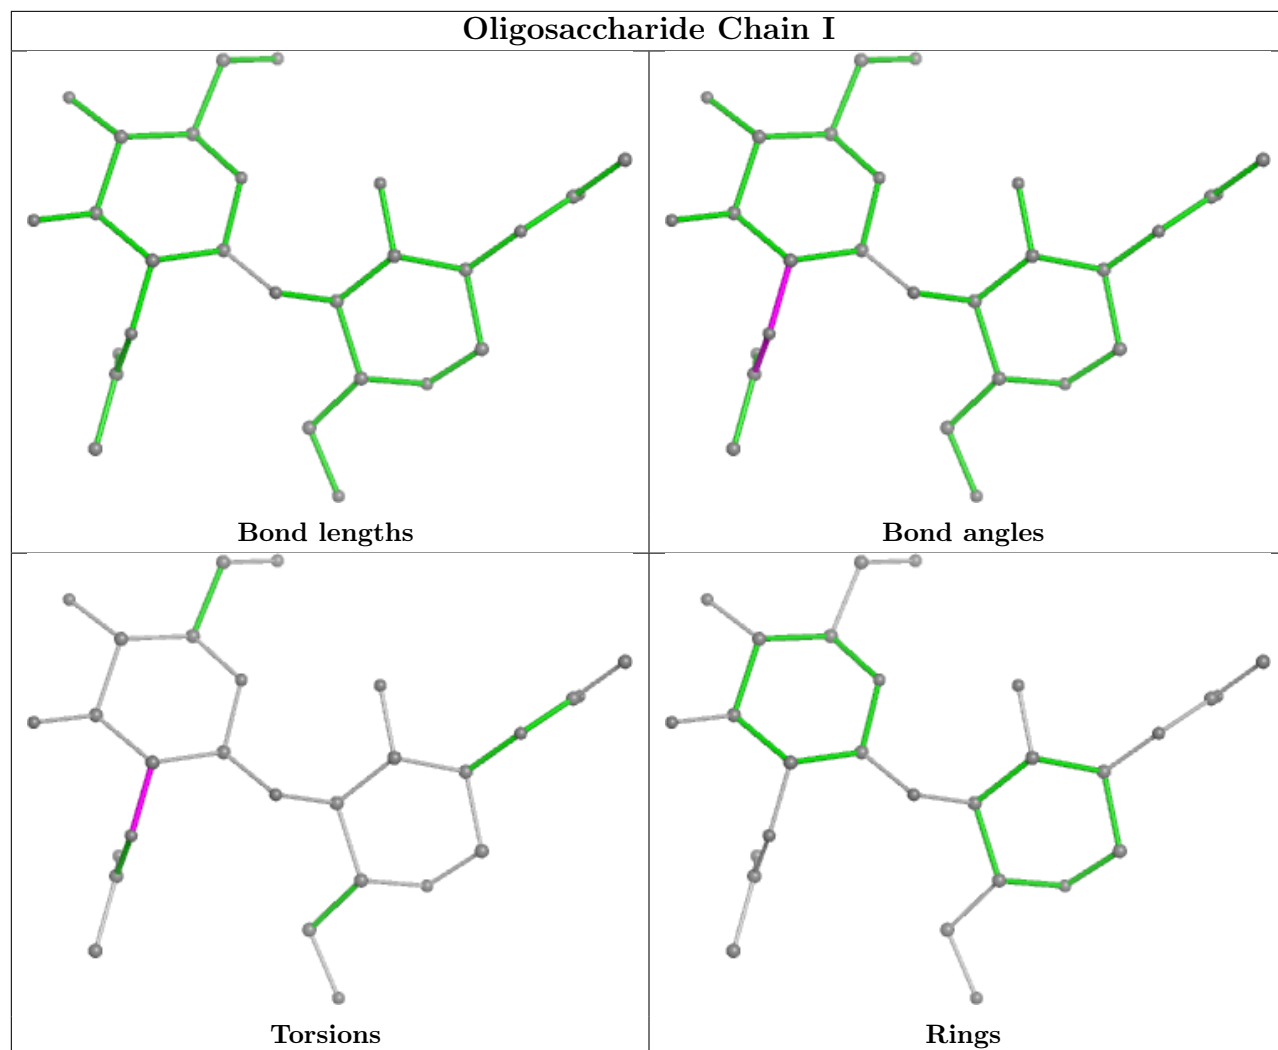 Oligosaccharide Chain I
Bond lengths
Bond angles
Torsions
Rings